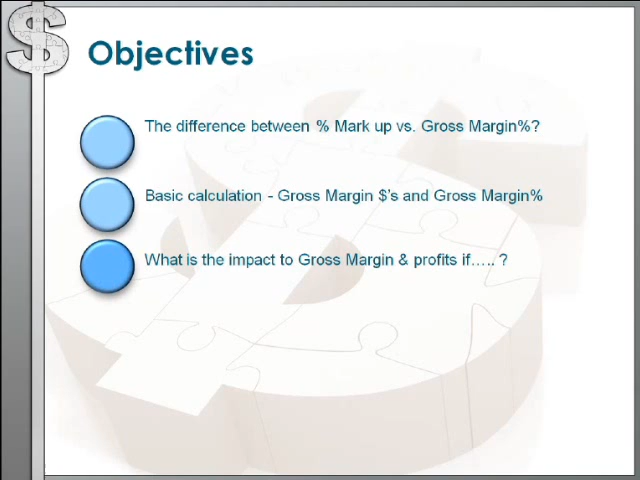 Objectives
The difference between % Mark up vs. Gross Margin%?
Basic calculation - Gross Margin $'s and Gross Margin%
What is the impact to Gross Margin & profits if….. ?